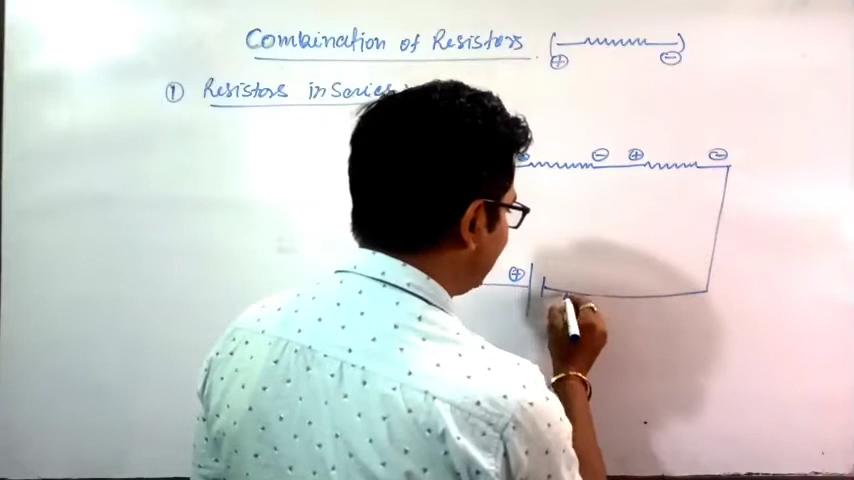 Combination of Resistors
+ -
① Resistors in Series
- + -
+